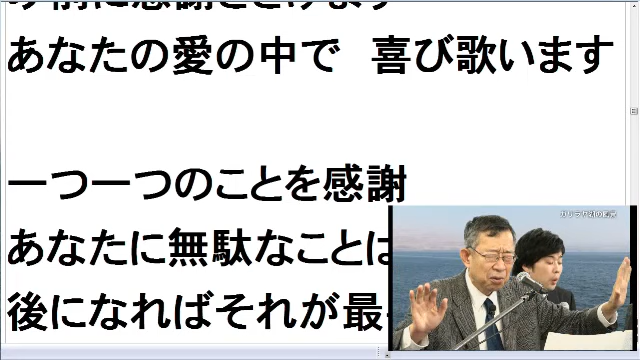 あなたの愛の中で 喜び歌います
一つ一つのことを感謝
あなたに無駄なことは
後になればそれが最